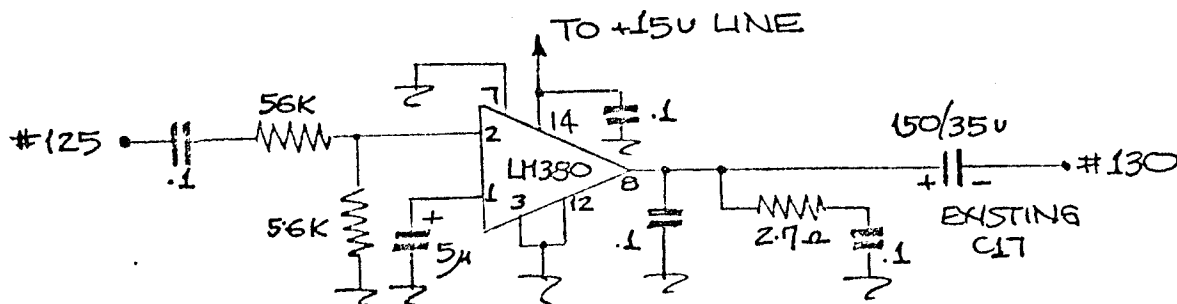 TO +15V LINE
7
56K
14
.1
150/35V
#125
2
LM380
8
#130
.1
1
3
12
+
-
5.6K
+
5μ
.1
2.7Ω
.1
EXISTING
C17